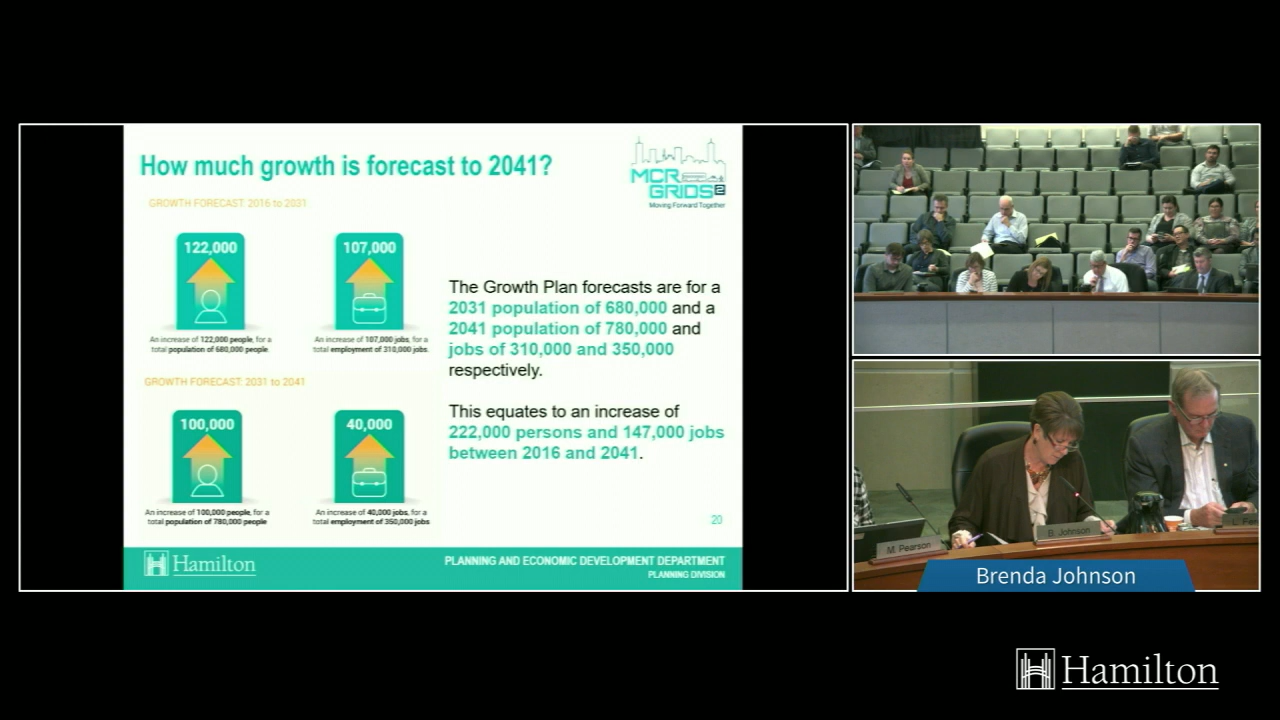 How much growth is forecast to 2041?
MCR
GRIDS2
Moving Forward Together
GROWTH FORECAST: 2016 to 2031
122,000
107,000
An increase of 122,000 people, for a
total population of 680,000 people.
An increase of 107,000 jobs, for a
total employment of 310,000 jobs.
The Growth Plan forecasts are for a
2031 population of 680,000 and a
2041 population of 780,000 and
jobs of 310,000 and 350,000
respectively.
This equates to an increase of
222,000 persons and 147,000 jobs
between 2016 and 2041.
GROWTH FORECAST: 2031 to 2041
100,000
40,000
An increase of 100,000 people, for a
total population of 780,000 people
An increase of 40,000 jobs, for a
total employment of 350,000 jobs
20
Hamilton
PLANNING AND ECONOMIC DEVELOPMENT DEPARTMENT
PLANNING DIVISION
M. Pearson
B. Johnson
Brenda Johnson
Hamilton